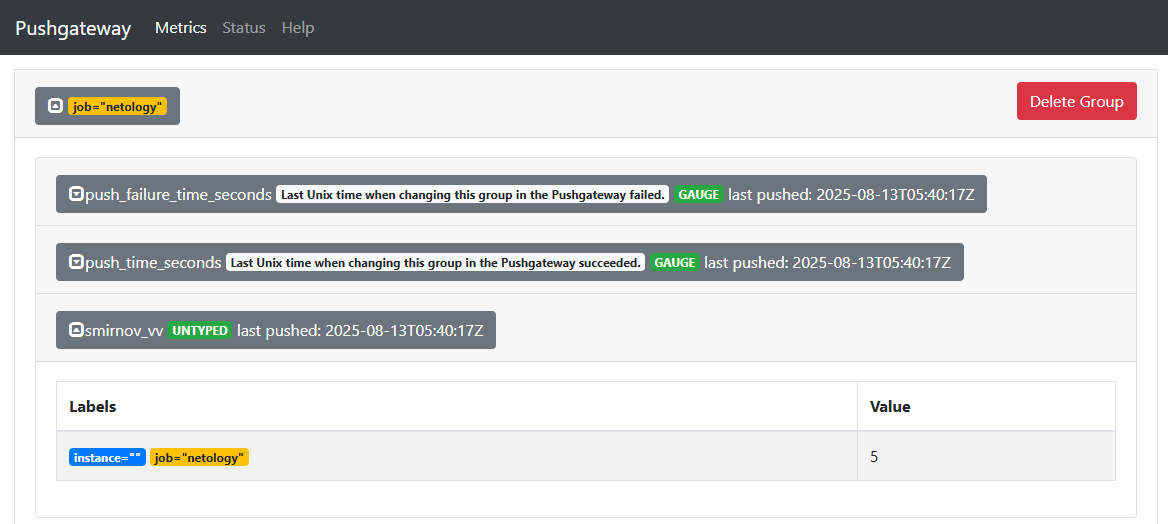 Pushgateway Metrics Status Help
job="netology" Delete Group
push_failure_time_seconds Last Unix time when changing this group in the Pushgateway failed. GAUGE last pushed: 2025-08-13T05:40:17Z
push_time_seconds Last Unix time when changing this group in the Pushgateway succeeded. GAUGE last pushed: 2025-08-13T05:40:17Z
smirnov_vv UNTYPED last pushed: 2025-08-13T05:40:17Z
Labels Value
instance="" job="netology" 5